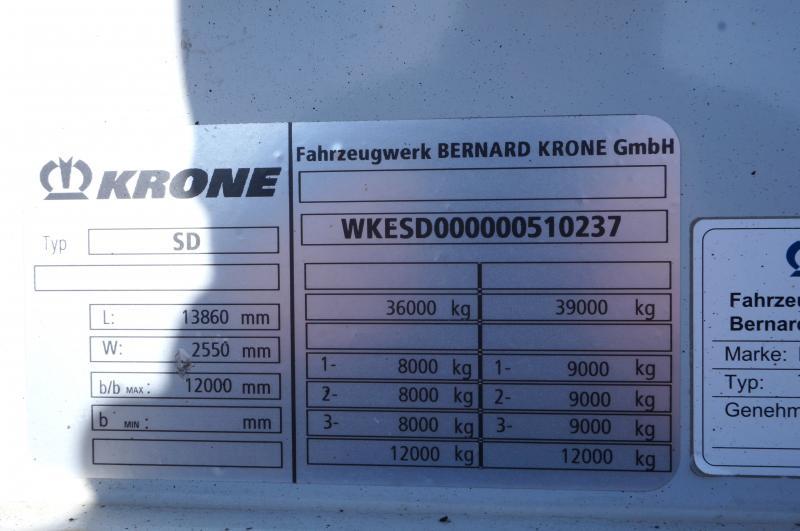 KRONE
Typ SD
L: 13860 mm
W: 2550 mm
b/b MAX: 12000 mm
b MIN: mm
Fahrzeugwerk BERNARD KRONE GmbH
WKESD000000510237
36000 kg 39000 kg
1- 8000 kg 1- 9000 kg
2- 8000 kg 2- 9000 kg
3- 8000 kg 3- 9000 kg
12000 kg 12000 kg
Fahrzeu
Bernard
Marke:
Typ:
Genehm